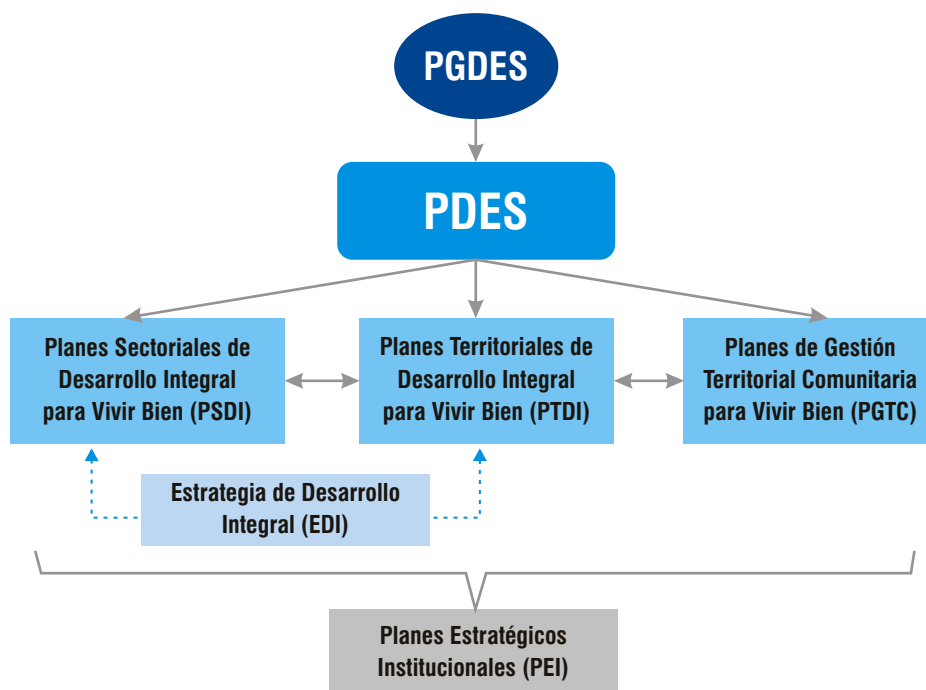 PGDES
PDES
Planes Sectoriales de
Desarrollo Integral
para Vivir Bien (PSDI)
Planes Territoriales de
Desarrollo Integral
para Vivir Bien (PTDI)
Planes de Gestión
Territorial Comunitaria
para Vivir Bien (PGTC)
Estrategia de Desarrollo
Integral (EDI)
Planes Estratégicos
Institucionales (PEI)